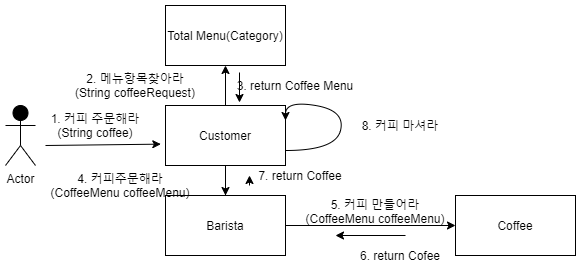 Total Menu(Category)
2. 메뉴항목찾아라
(String coffeeRequest)
3. return Coffee Menu
1. 커피 주문해라
(String coffee)
Customer
8. 커피 마셔라
Actor
4. 커피주문해라
(CoffeeMenu coffeeMenu)
7. return Coffee
Barista
5. 커피 만들어라
(CoffeeMenu coffeeMenu)
Coffee
6. return Cofee